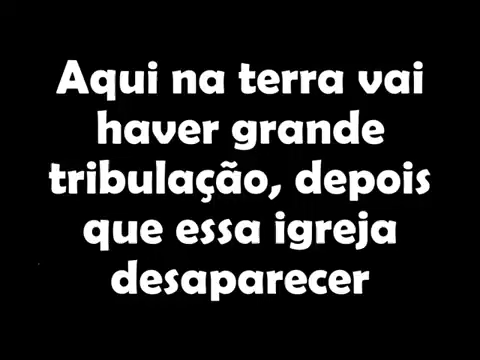 Aqui na terra vai
haver grande
tribulação, depois
que essa igreja
desaparecer